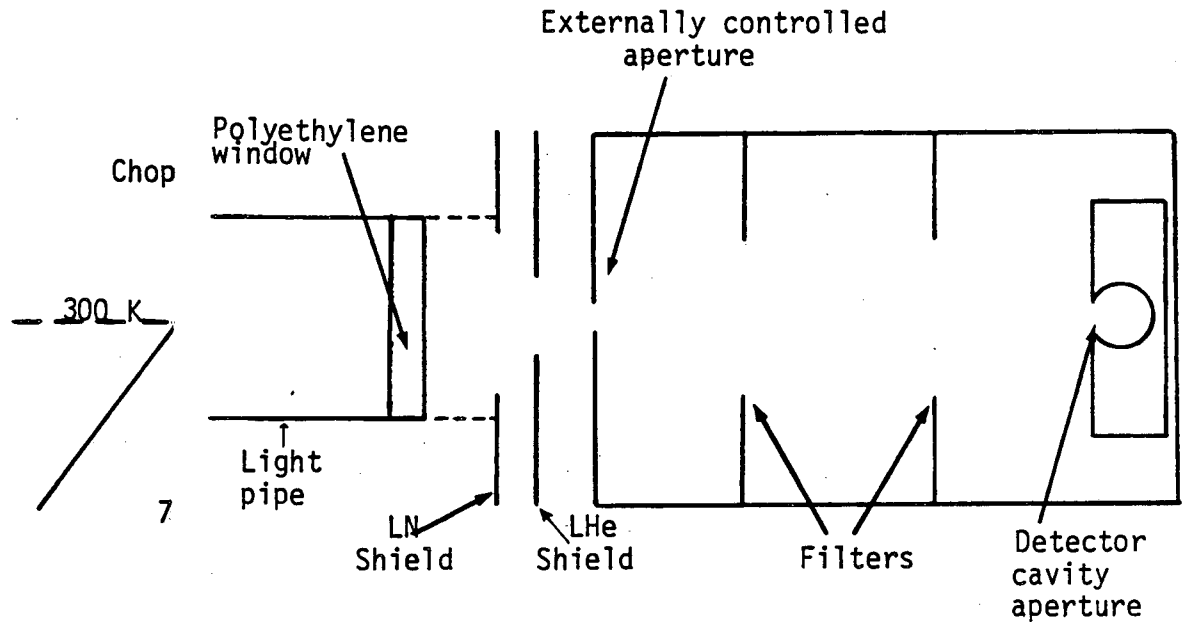 Externally controlled
aperture
Polyethylene
window
Chop
300 K
Light
pipe
7
LN
Shield
LHe
Shield
Filters
Detector
cavity
aperture